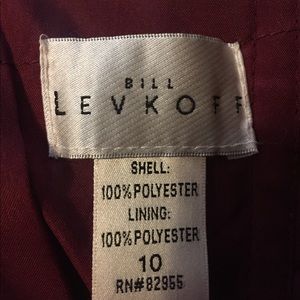 BILL
LEVKOFF
SHELL:
100% POLYESTER
LINING:
100% POLYESTER
10
RN#82955